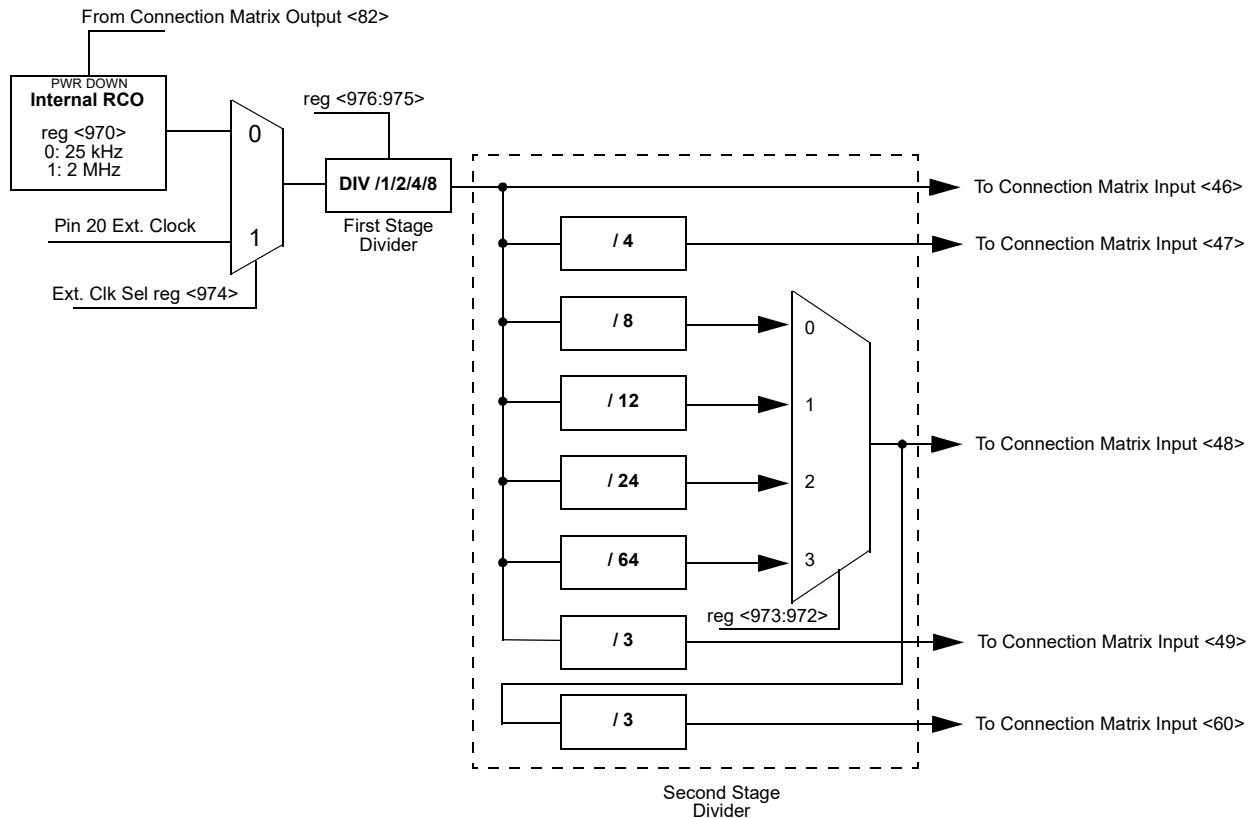 From Connection Matrix Output <82>
PWR DOWN
Internal RCO
reg <970>
0: 25 kHz
1: 2 MHz
0
Pin 20 Ext. Clock
1
Ext. Clk Sel reg <974>
reg <976:975>
DIV /1/2/4/8
First Stage
Divider
To Connection Matrix Input <46>
/ 4
To Connection Matrix Input <47>
/ 8
0
/ 12
1
To Connection Matrix Input <48>
/ 24
2
/ 64
3
reg <973:972>
/ 3
To Connection Matrix Input <49>
/ 3
To Connection Matrix Input <60>
Second Stage
Divider